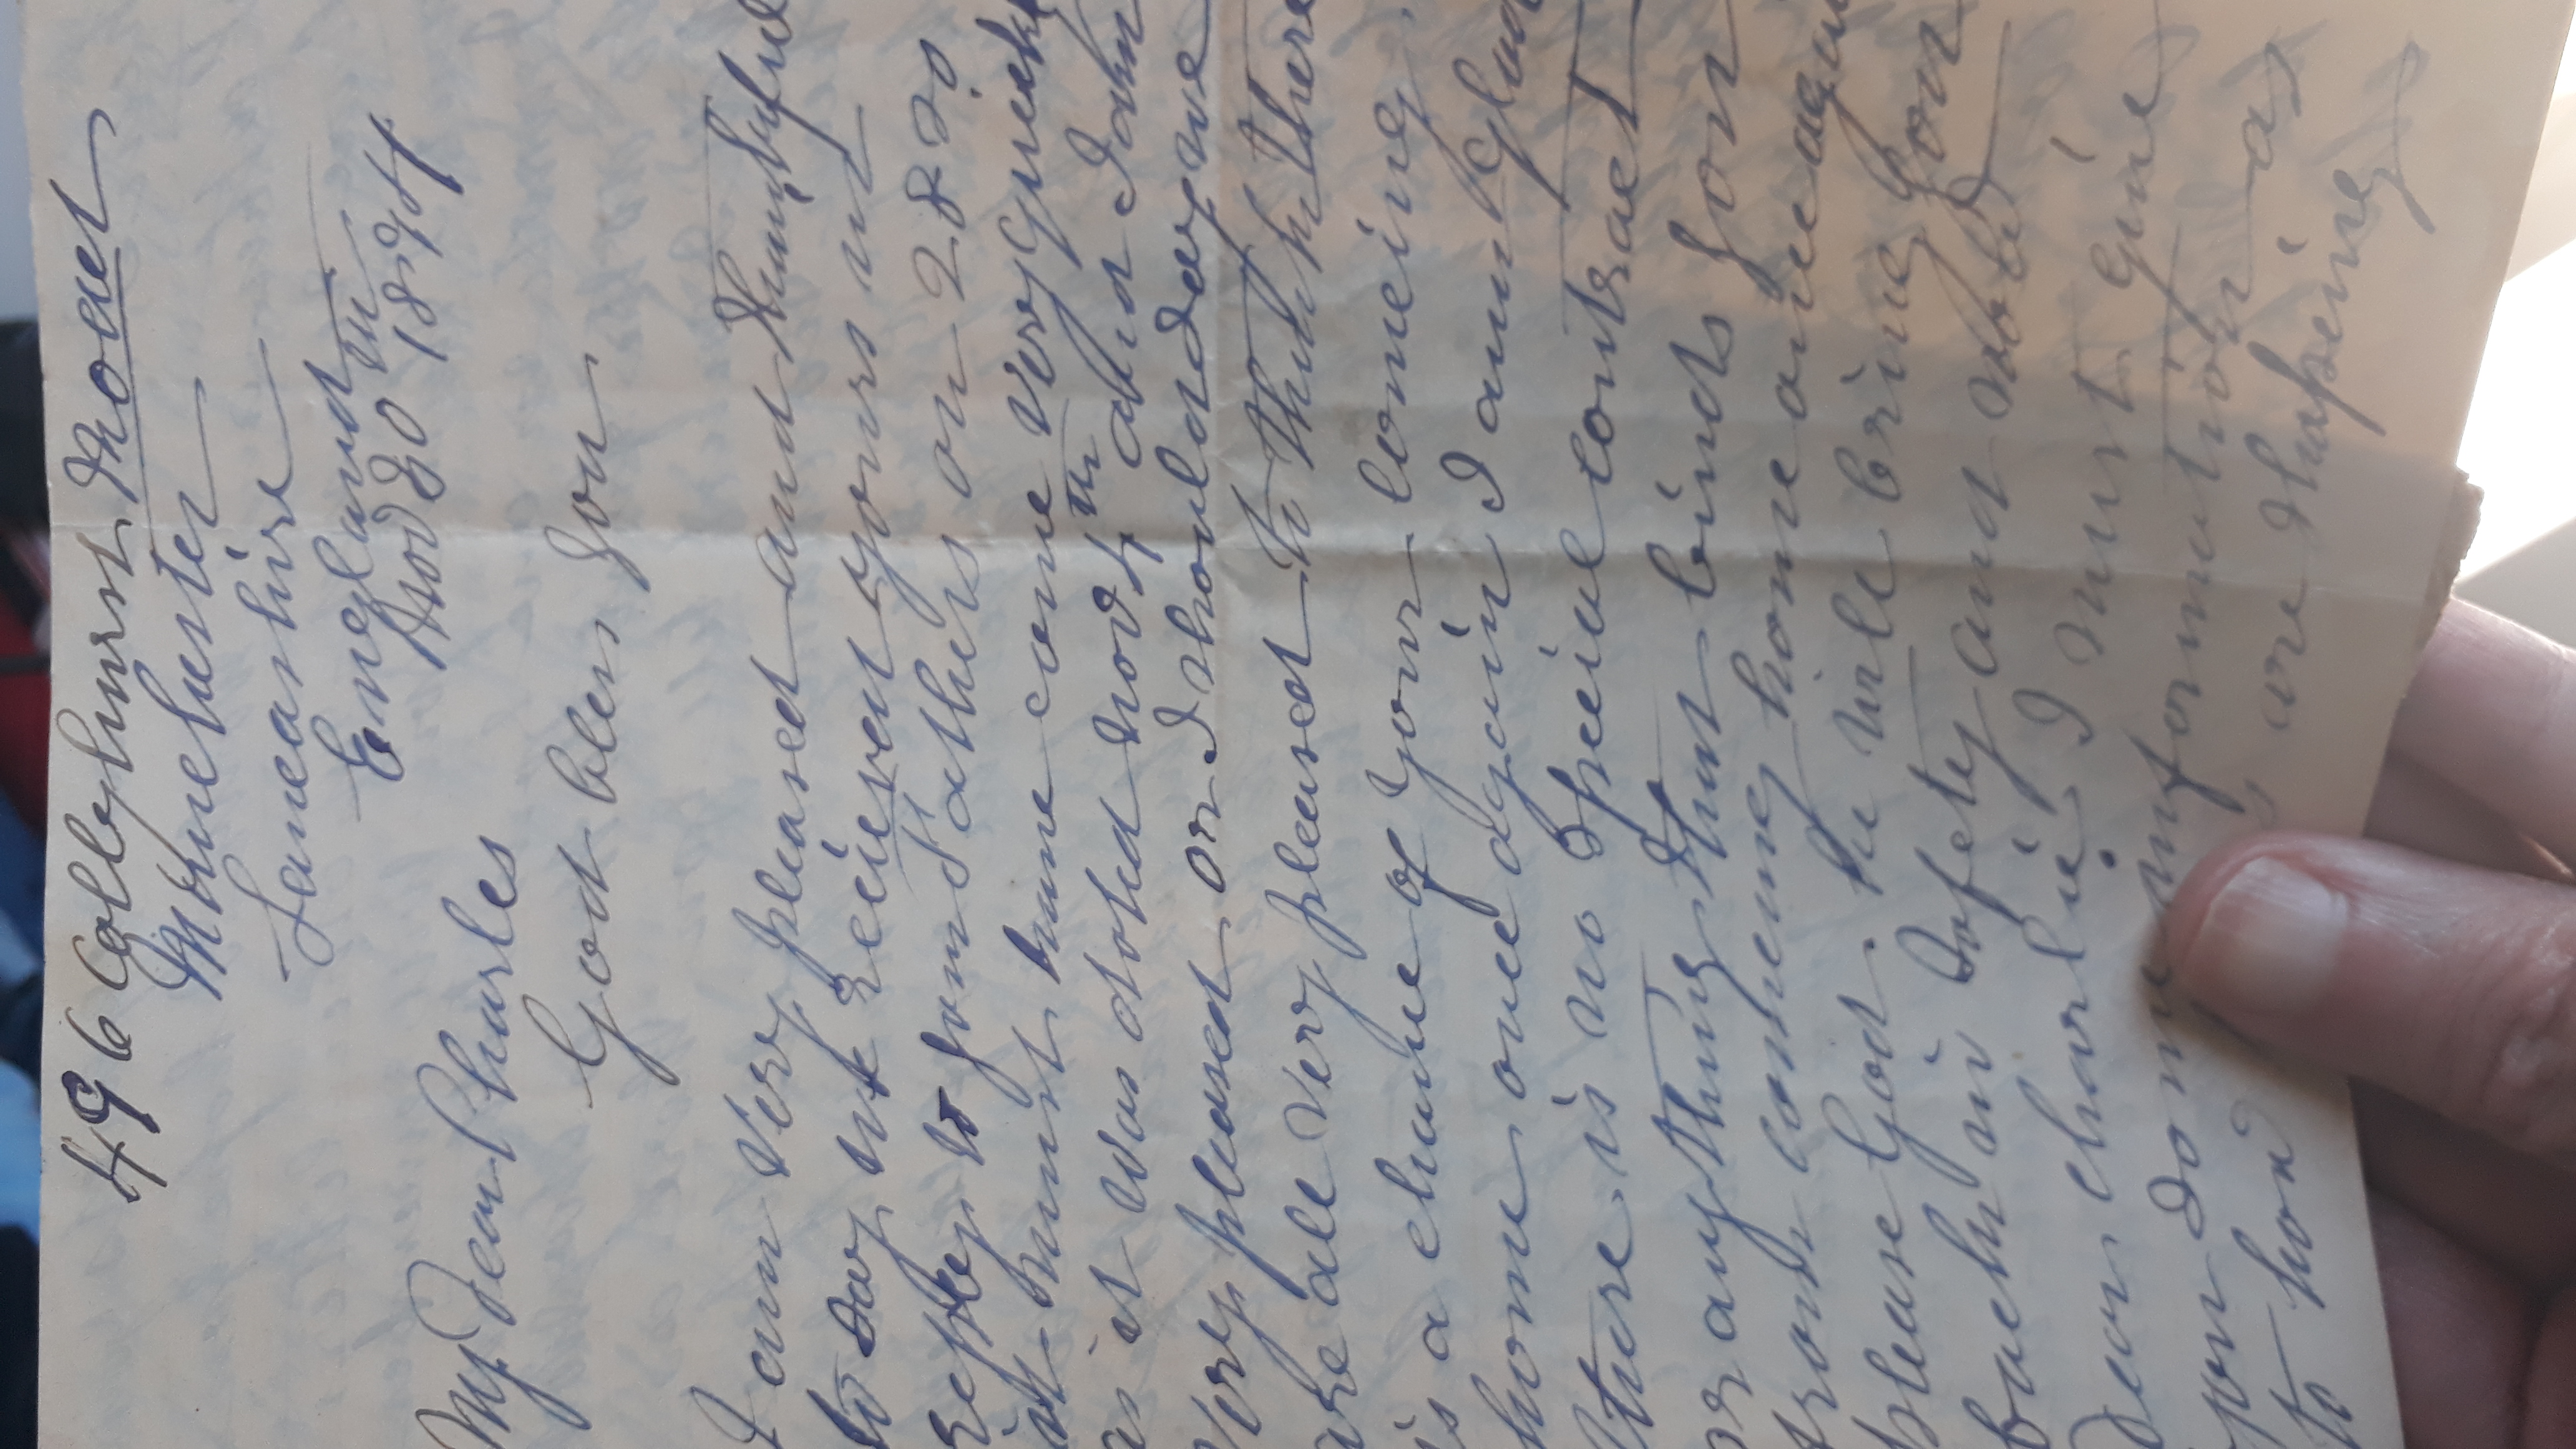 496 Collyhurst Road
Manchester
Lancashire
England
Nov 30th 1894
My Dear Charles
God bless you
I am very pleased and thankful
to say we recieved yours in
reply to your Fathers on 28
it must have come very quick
as it was dated Nov 4th and I am
very pleased or I should say we
are all very pleased to think there
is a chance of your comeing
home once again I am glad
there is no special contract
or anything that binds you
from comeing home once again
please God. he will bring you
back in safety and now
Dear Charlie I must give
you some information as
to how are shapeing